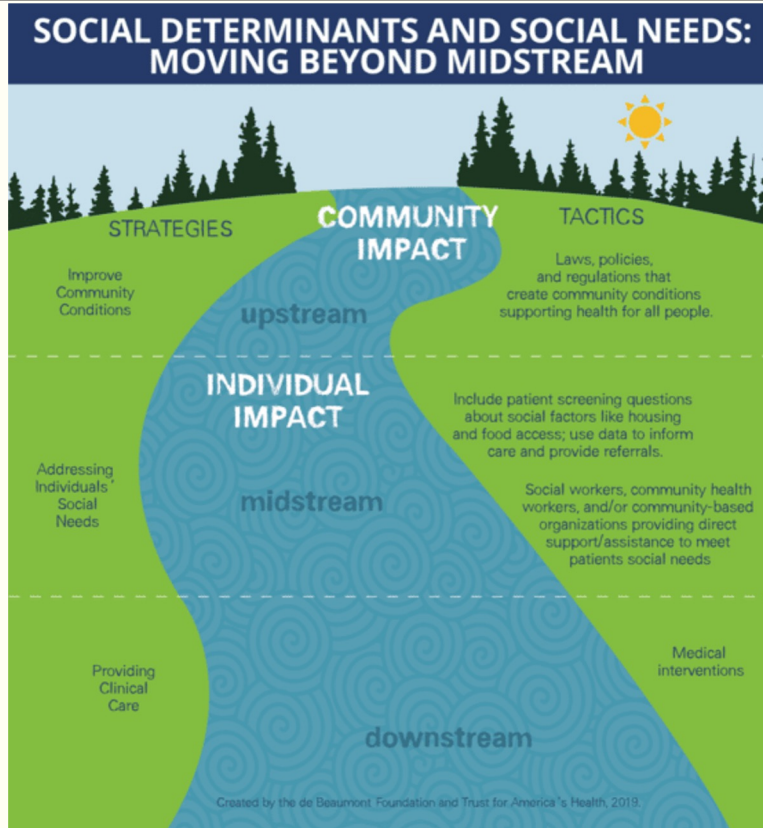 SOCIAL DETERMINANTS AND SOCIAL NEEDS:
MOVING BEYOND MIDSTREAM
STRATEGIES
COMMUNITY
IMPACT
TACTICS
Improve
Community
Conditions
upstream
Laws, policies,
and regulations that
create community conditions
supporting health for all people.
INDIVIDUAL
IMPACT
Addressing
Individuals'
Social
Needs
midstream
Include patient screening questions
about social factors like housing
and food access; use data to inform
care and provide referrals.
Social workers, community health
workers, and/or community-based
organizations providing direct
support/assistance to meet
patients social needs
Providing
Clinical
Care
downstream
Medical
interventions
Created by the de Beaumont Foundation and Trust for America's Health, 2019.